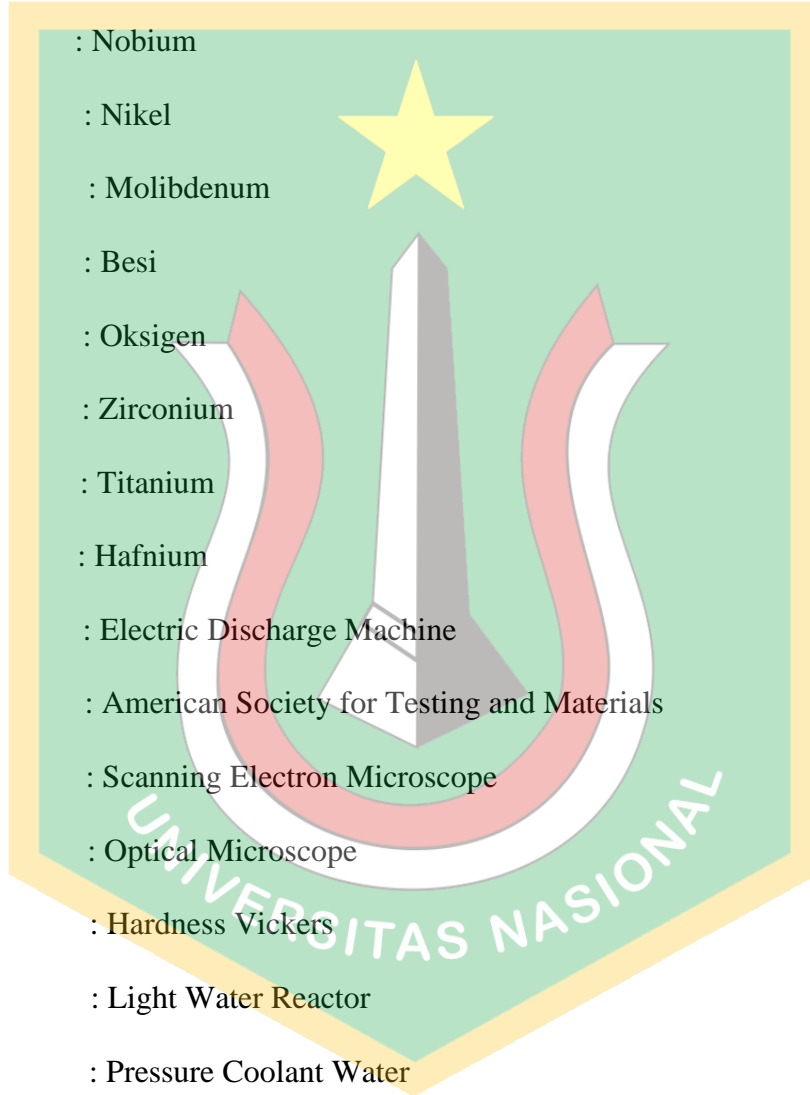 : Nobium
: Nikel
: Molibdenum
: Besi
: Oksigen
: Zirconium
: Titanium
: Hafnium
: Electric Discharge Machine
: American Society for Testing and Materials
: Scanning Electron Microscope
: Optical Microscope
: Hardness Vickers
: Light Water Reactor
: Pressure Coolant Water
UNIVERSITAS NASIONAL